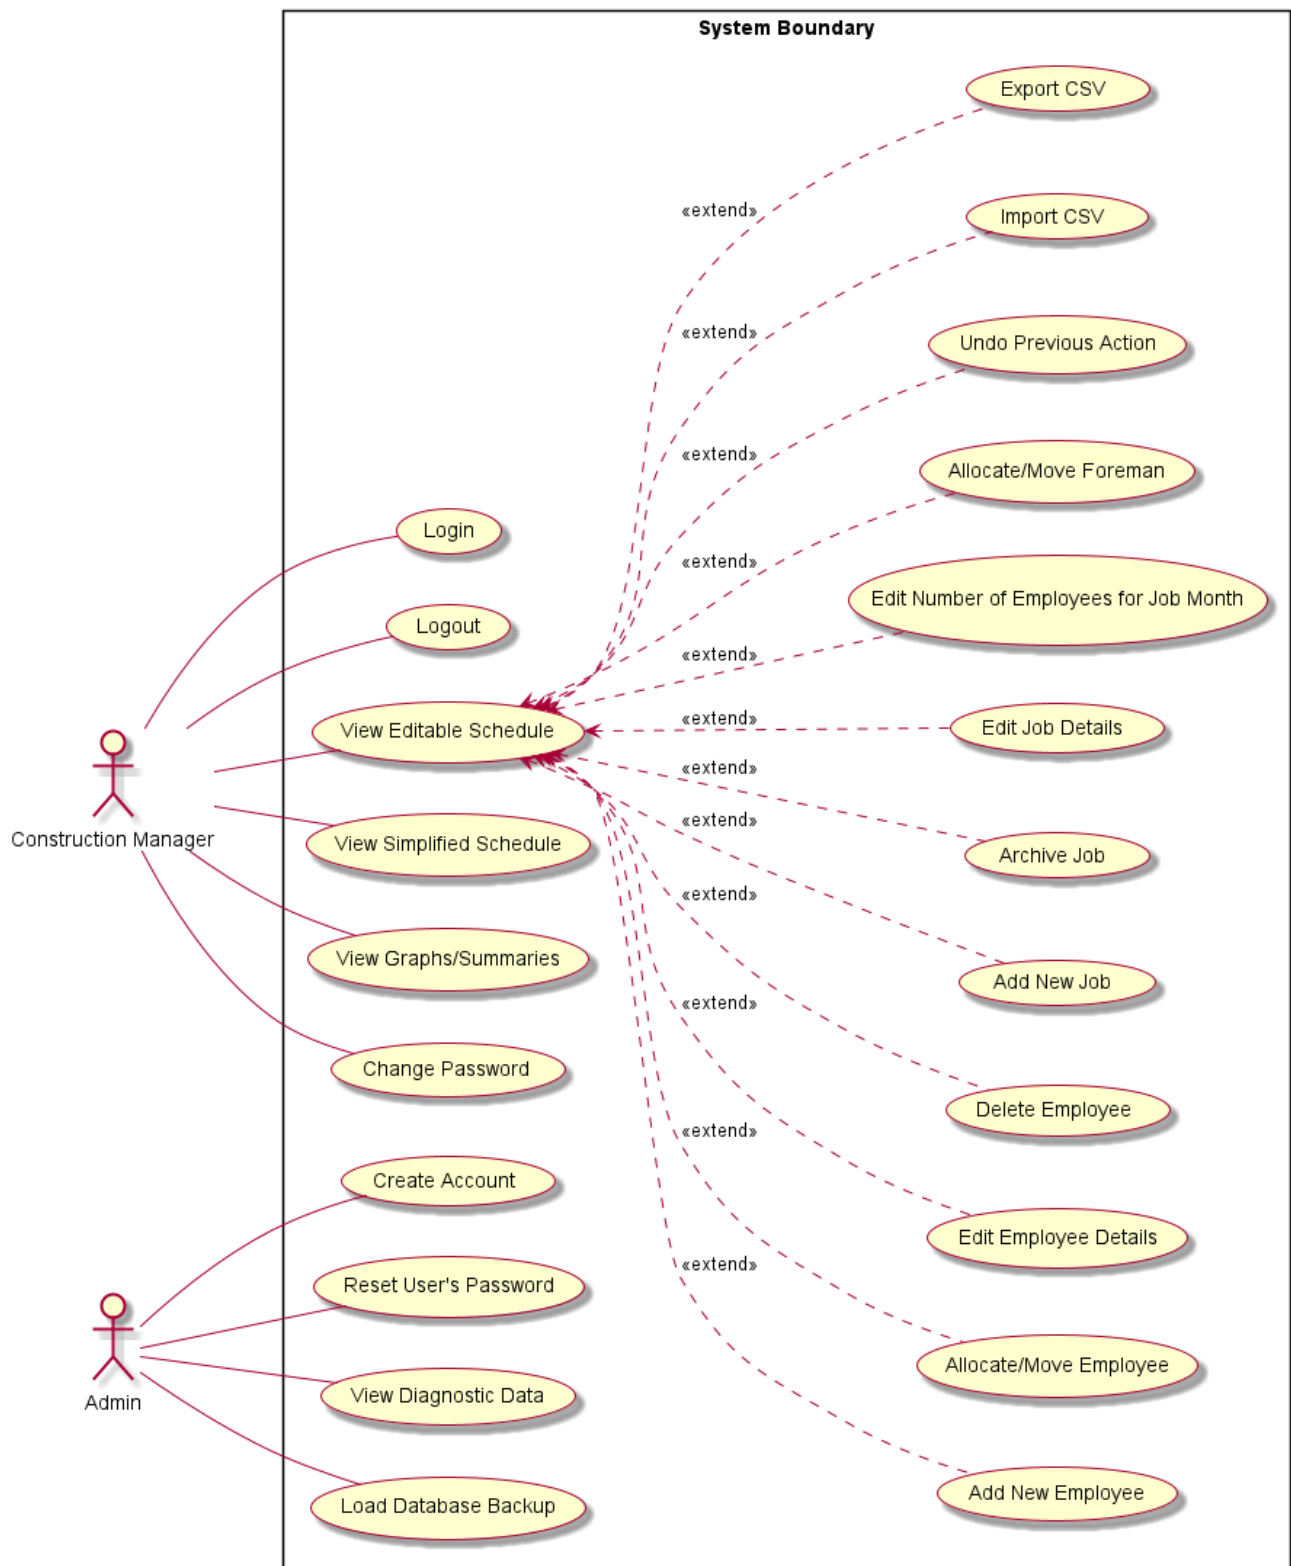 System Boundary
Export CSV
«extend»
Import CSV
«extend»
Undo Previous Action
«extend»
Allocate/Move Foreman
Login
«extend»
Edit Number of Employees for Job Month
Logout
«extend»
View Editable Schedule
«extend»
Edit Job Details
«extend»
Construction Manager
View Simplified Schedule
«extend»
Archive Job
«extend»
View Graphs/Summaries
Add New Job
«extend»
Change Password
Delete Employee
«extend»
Create Account
Edit Employee Details
«extend»
Reset User's Password
Allocate/Move Employee
Admin
View Diagnostic Data
Add New Employee
Load Database Backup